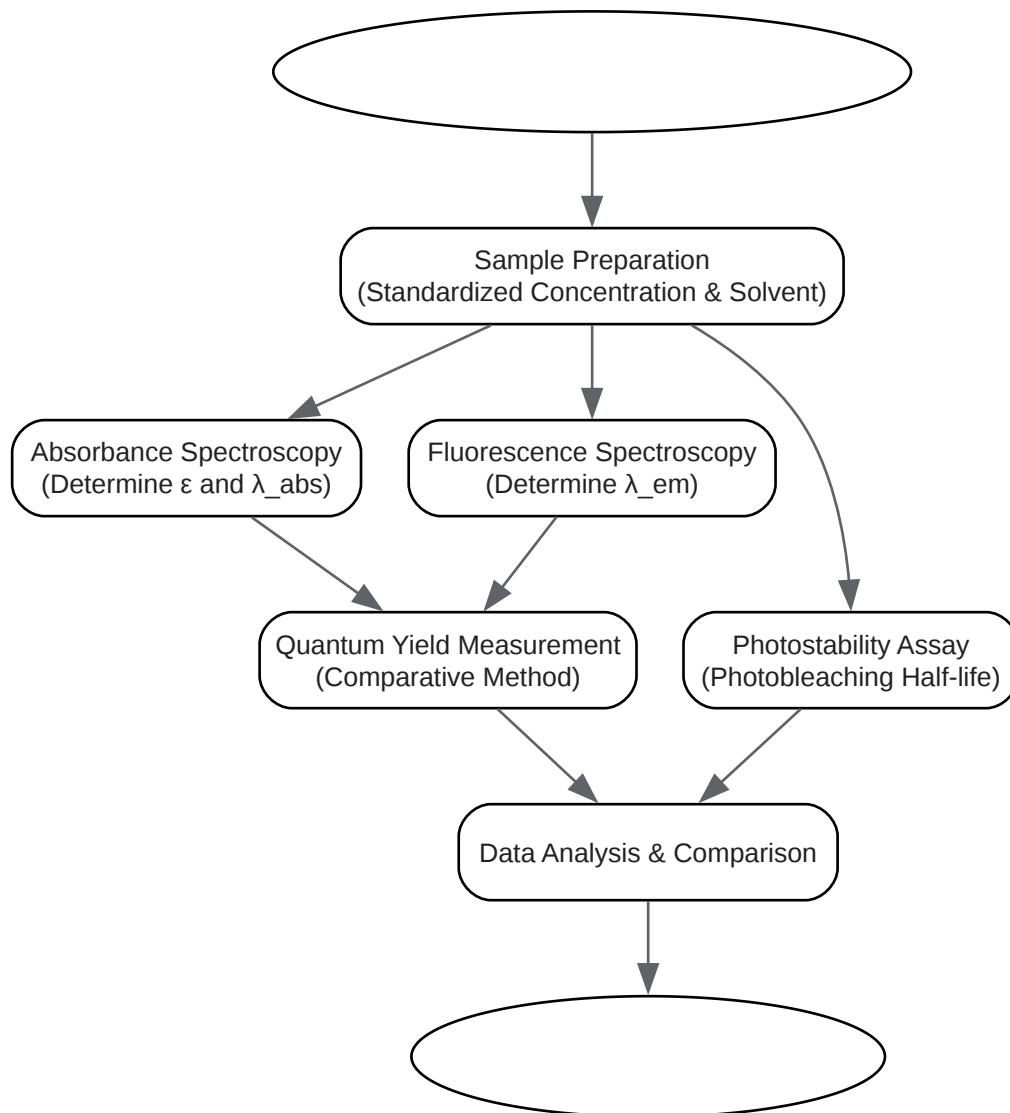 Sample Preparation
(Standardized Concentration & Solvent)
Absorbance Spectroscopy
(Determine ε and λ_abs)
Fluorescence Spectroscopy
(Determine λ_em)
Quantum Yield Measurement
(Comparative Method)
Photostability Assay
(Photobleaching Half-life)
Data Analysis & Comparison